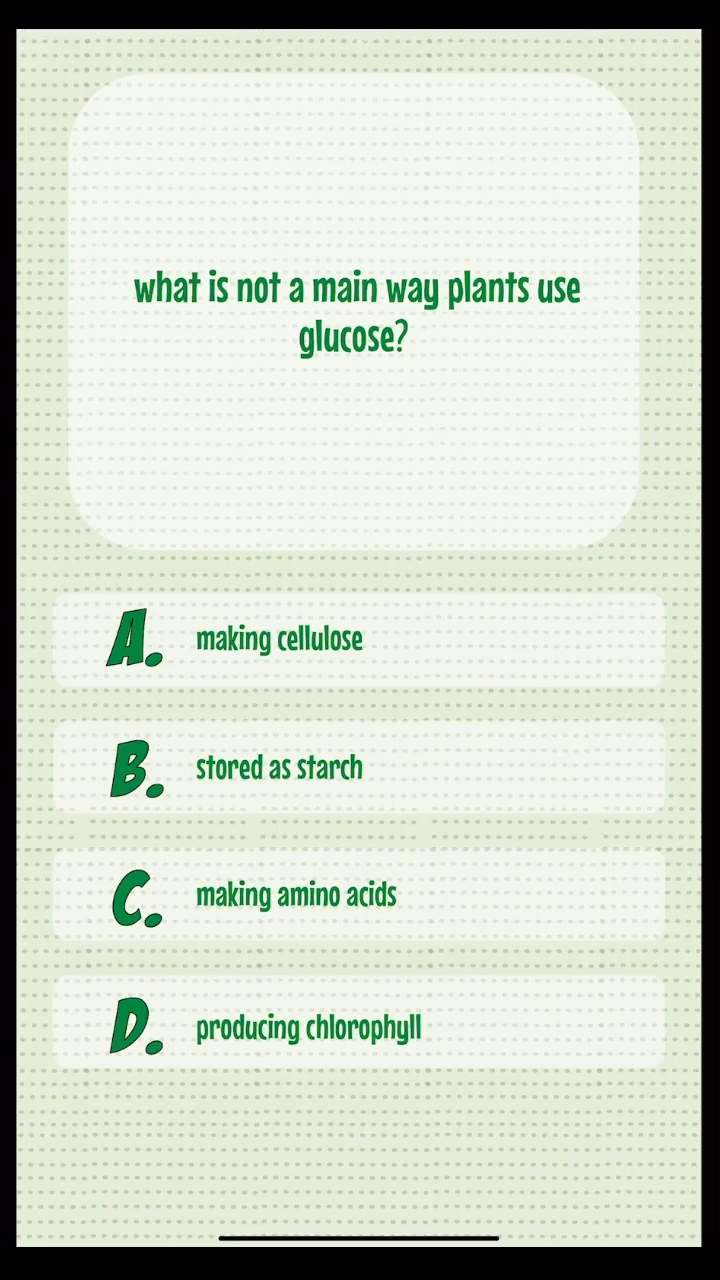 what is not a main way plants use
glucose?
A. making cellulose
B. stored as starch
C. making amino acids
D. producing chlorophyll